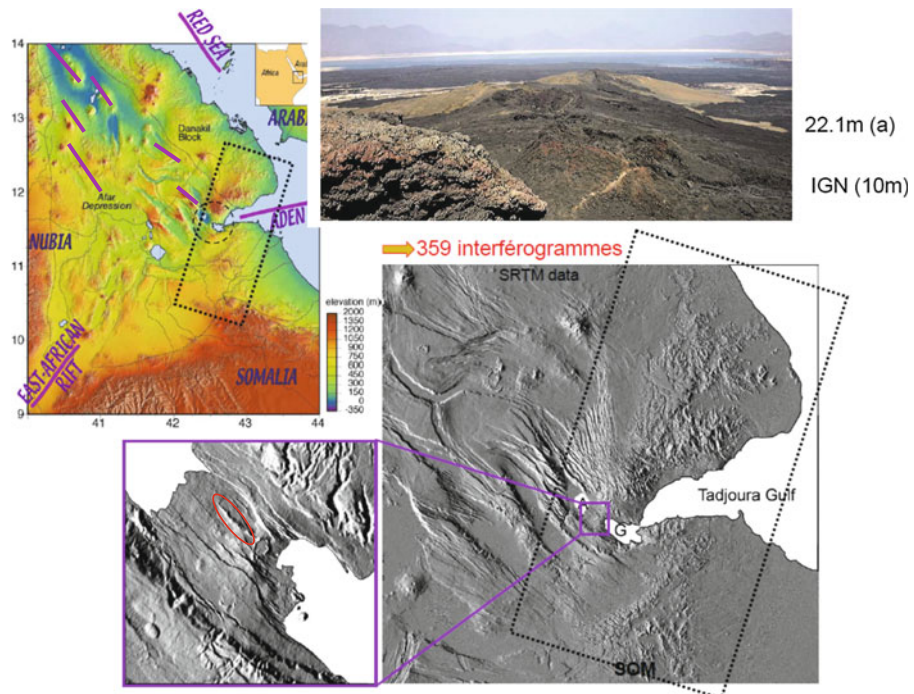 RED SEA
14
13
12
11
10
9
41
42
43
44
Africa
Danakil
Block
Afar
Depression
NUBIA
ADEN
EAST-AFRICAN
RIFT
SOMALIA
elevation (m)
2000
1350
1200
1050
900
750
600
450
300
150
0
-350
22.1m (a)
IGN (10m)
359 interférogrammes
SRTM data
Tadjoura Gulf
G
SOM